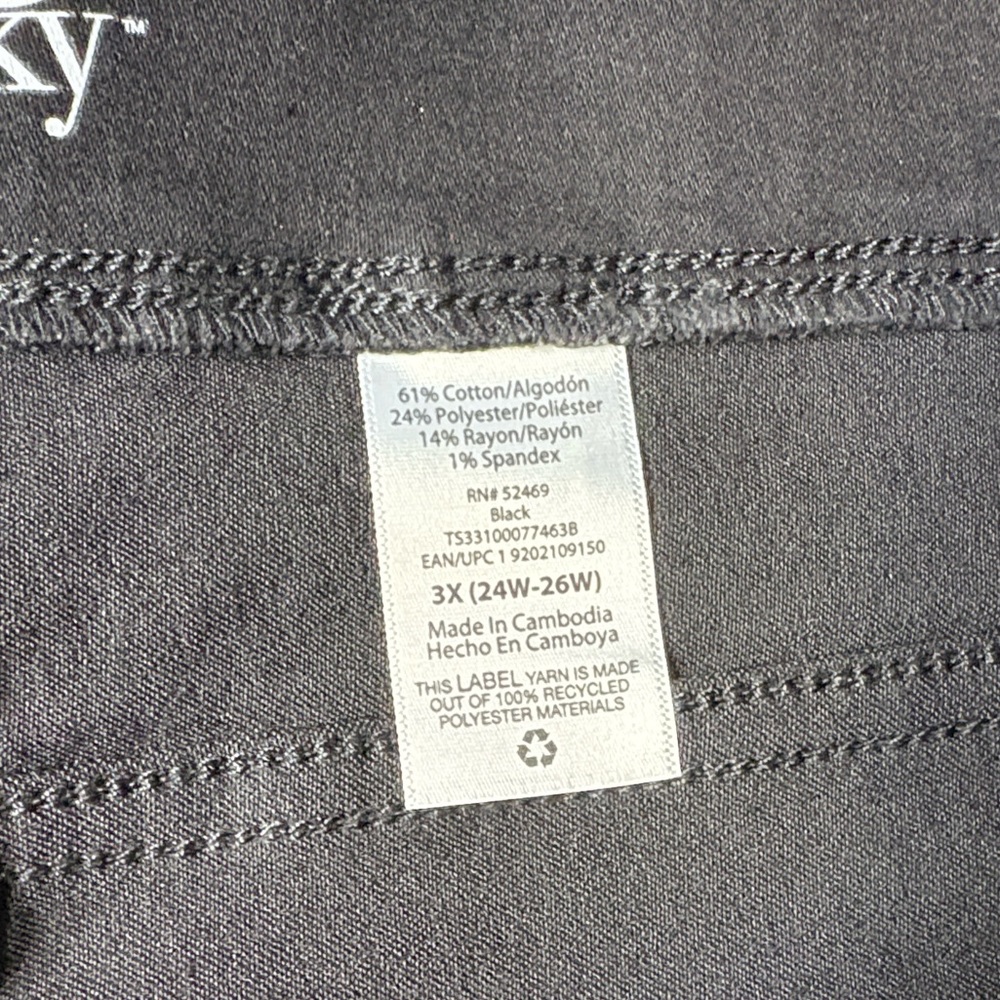 ky™
61% Cotton/Algodón
24% Polyester/Poliéster
14% Rayon/Rayón
1% Spandex
RN# 52469
Black
TS33100077463B
EAN/UPC 1 9202109150
3X (24W-26W)
Made In Cambodia
Hecho En Camboya
THIS LABEL YARN IS MADE
OUT OF 100% RECYCLED
POLYESTER MATERIALS